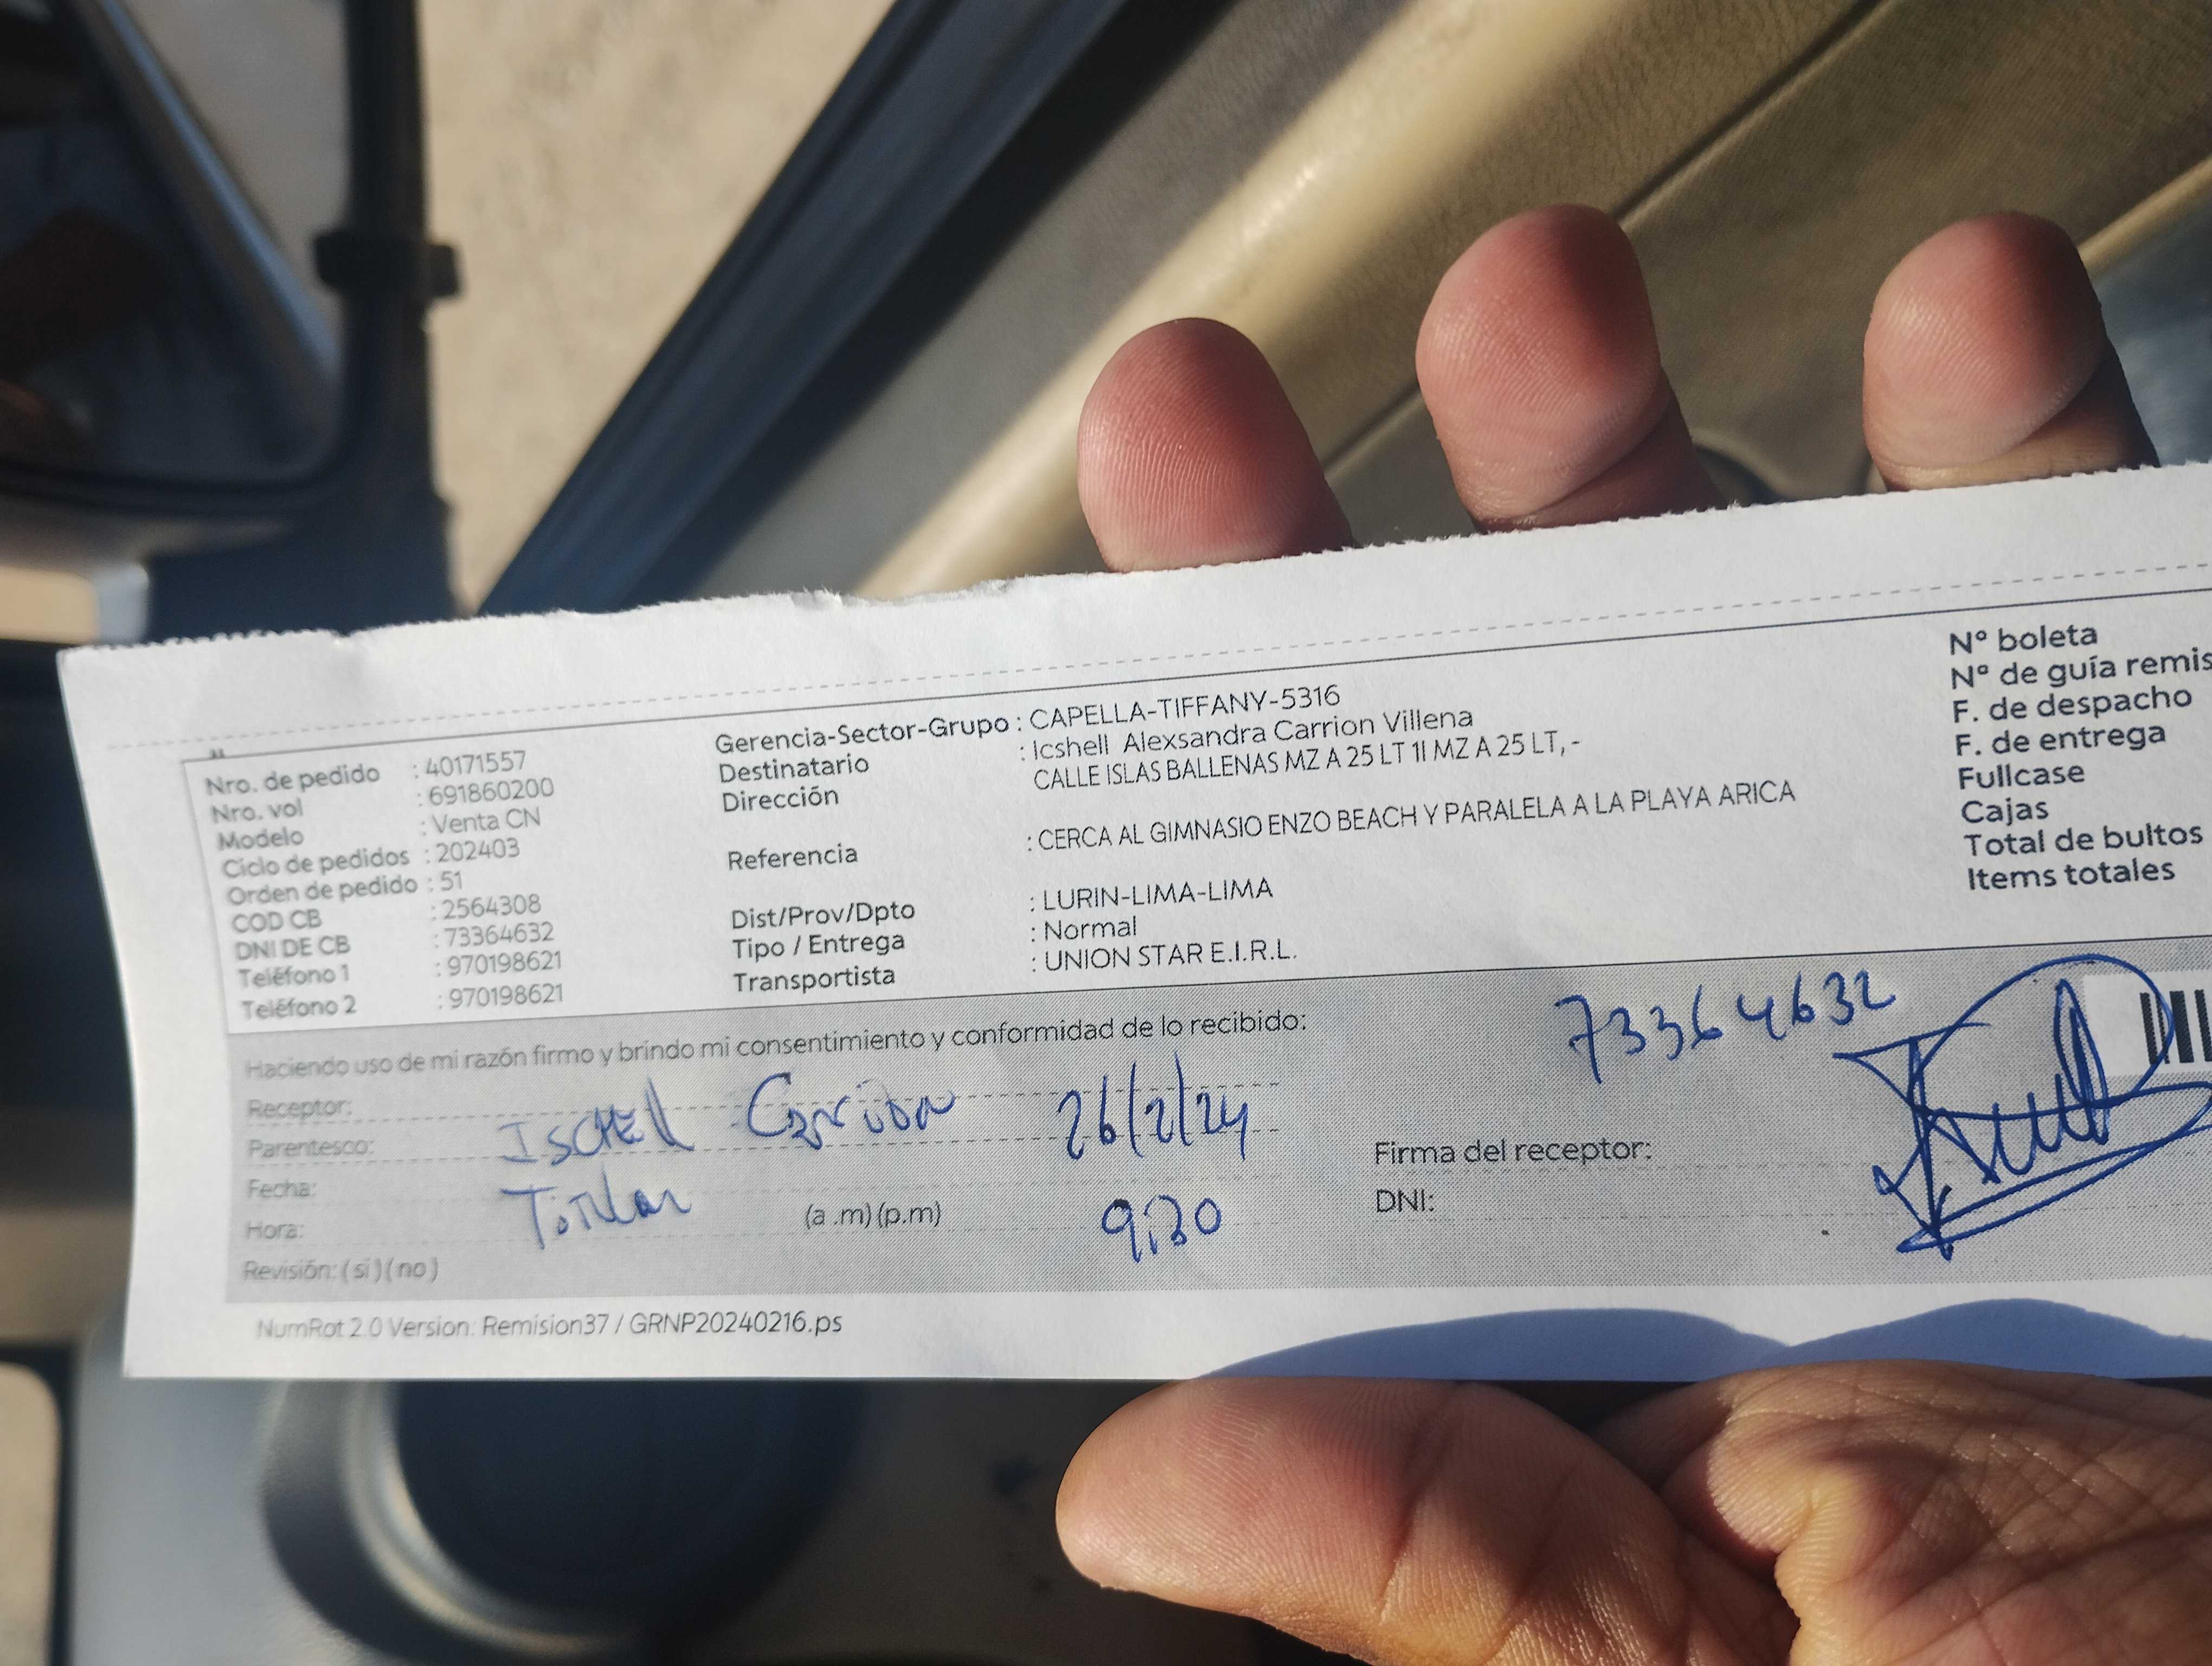 Nro. de pedido : 40171557
Nro. vol : 691860200
Modelo : Venta CN
Ciclo de pedidos : 202403
Orden de pedido : 51
COD CB : 2564308
DNI DE CB : 73364632
Teléfono 1 : 970198621
Teléfono 2 : 970198621
Gerencia-Sector-Grupo : CAPELLA-TIFFANY-5316
Destinatario : Icshell Alexsandra Carrion Villena
Dirección CALLE ISLAS BALLENAS MZ A 25 LT 1I MZ A 25 LT, -
Referencia : CERCA AL GIMNASIO ENZO BEACH Y PARALELA A LA PLAYA ARICA
Dist/Prov/Dpto : LURIN-LIMA-LIMA
Tipo / Entrega : Normal
Transportista : UNION STAR E.I.R.L.
N° boleta
N° de guía remis
F. de despacho
F. de entrega
Fullcase
Cajas
Total de bultos
Items totales
Haciendo uso de mi razón firmo y brindo mi consentimiento y conformidad de lo recibido:
73364632
Receptor:
Parentesco: ISCHELL Carrion 26/2/24
Fecha:
Hora: Titular (a .m) (p.m) 9:30
Revisión: ( si ) ( no )
Firma del receptor:
DNI:
NumRot 2.0 Version: Remision37 / GRNP20240216.ps